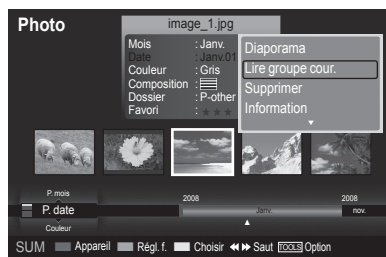 Photo
image_1.jpg
Mois : Janv.
Date : Janv.01
Couleur : Gris
Composition :
Dossier : P-other
Favori : ★ ★ ★
Diaporama
Lire groupe cour.
Supprimer
Information
P. mois
P. date
Couleur
2008
2008
Janv.
nov.
SUM Appareil Régl. f. Choisir Saut TOOLS Option